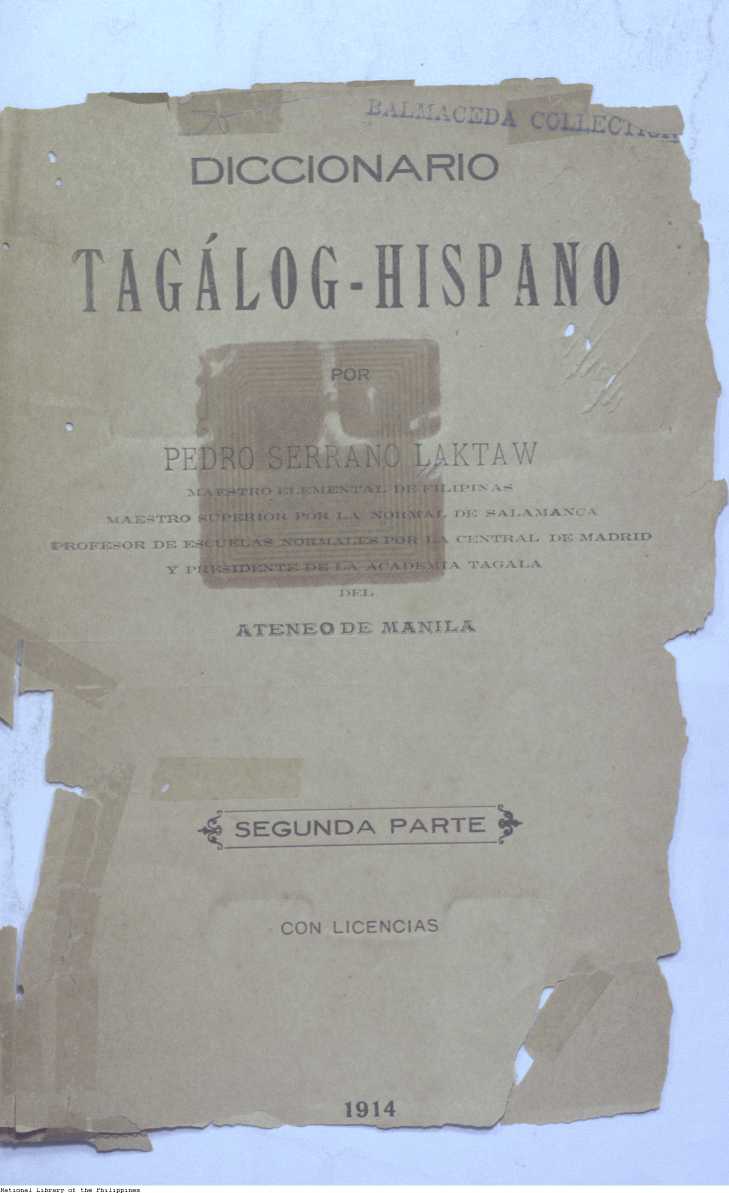 BALMACEDA COLLECTION
DICCIONARIO
TAGÁLOG-HISPANO
POR
PEDRO SERRANO LAKTAW
MAESTRO ELEMENTAL DE FILIPINAS
MAESTRO SUPERIOR POR LA NORMAL DE SALAMANCA
PROFESOR DE ESCUELAS NORMALES POR LA CENTRAL DE MADRID
Y PRESIDENTE DE LA ACADEMIA TAGALA
DEL
ATENEO DE MANILA
SEGUNDA PARTE
CON LICENCIAS
1914
National Library of the Philippines